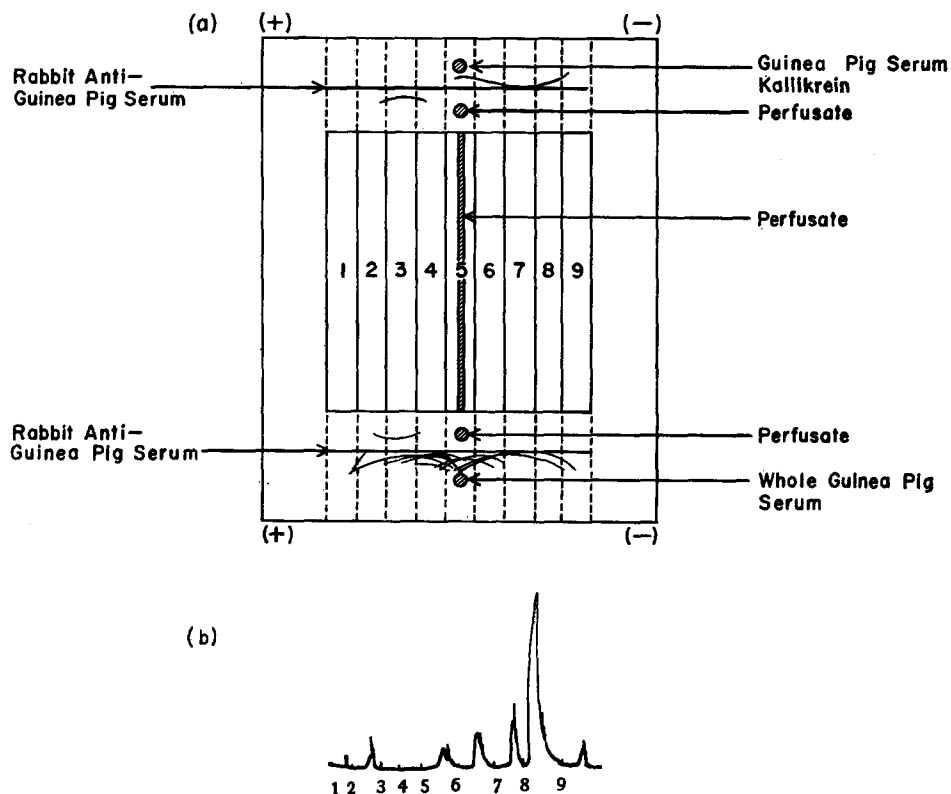 (a)
(+)
(−)
Rabbit Anti–
Guinea Pig Serum
Guinea Pig Serum
Kallikrein
Perfusate
Perfusate
1 2 3 4 5 6 7 8 9
Rabbit Anti–
Guinea Pig Serum
Perfusate
Whole Guinea Pig
Serum
(+)
(−)
(b)
1 2 3 4 5 6 7 8 9